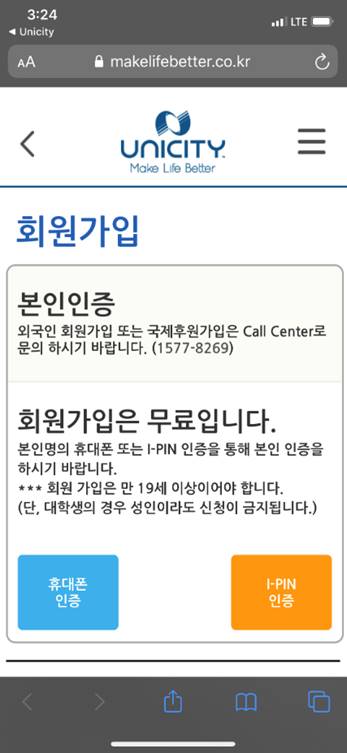 3:24
LTE
◀ Unicity
AA
makelifebetter.co.kr
UNICITY
Make Life Better
회원가입
본인인증
외국인 회원가입 또는 국제후원가입은 Call Center로
문의 하시기 바랍니다. (1577-8269)
회원가입은 무료입니다.
본인명의 휴대폰 또는 I-PIN 인증을 통해 본인 인증을
하시기 바랍니다.
*** 회원 가입은 만 19세 이상이어야 합니다.
(단, 대학생의 경우 성인이라도 신청이 금지됩니다.)
휴대폰
인증
I-PIN
인증